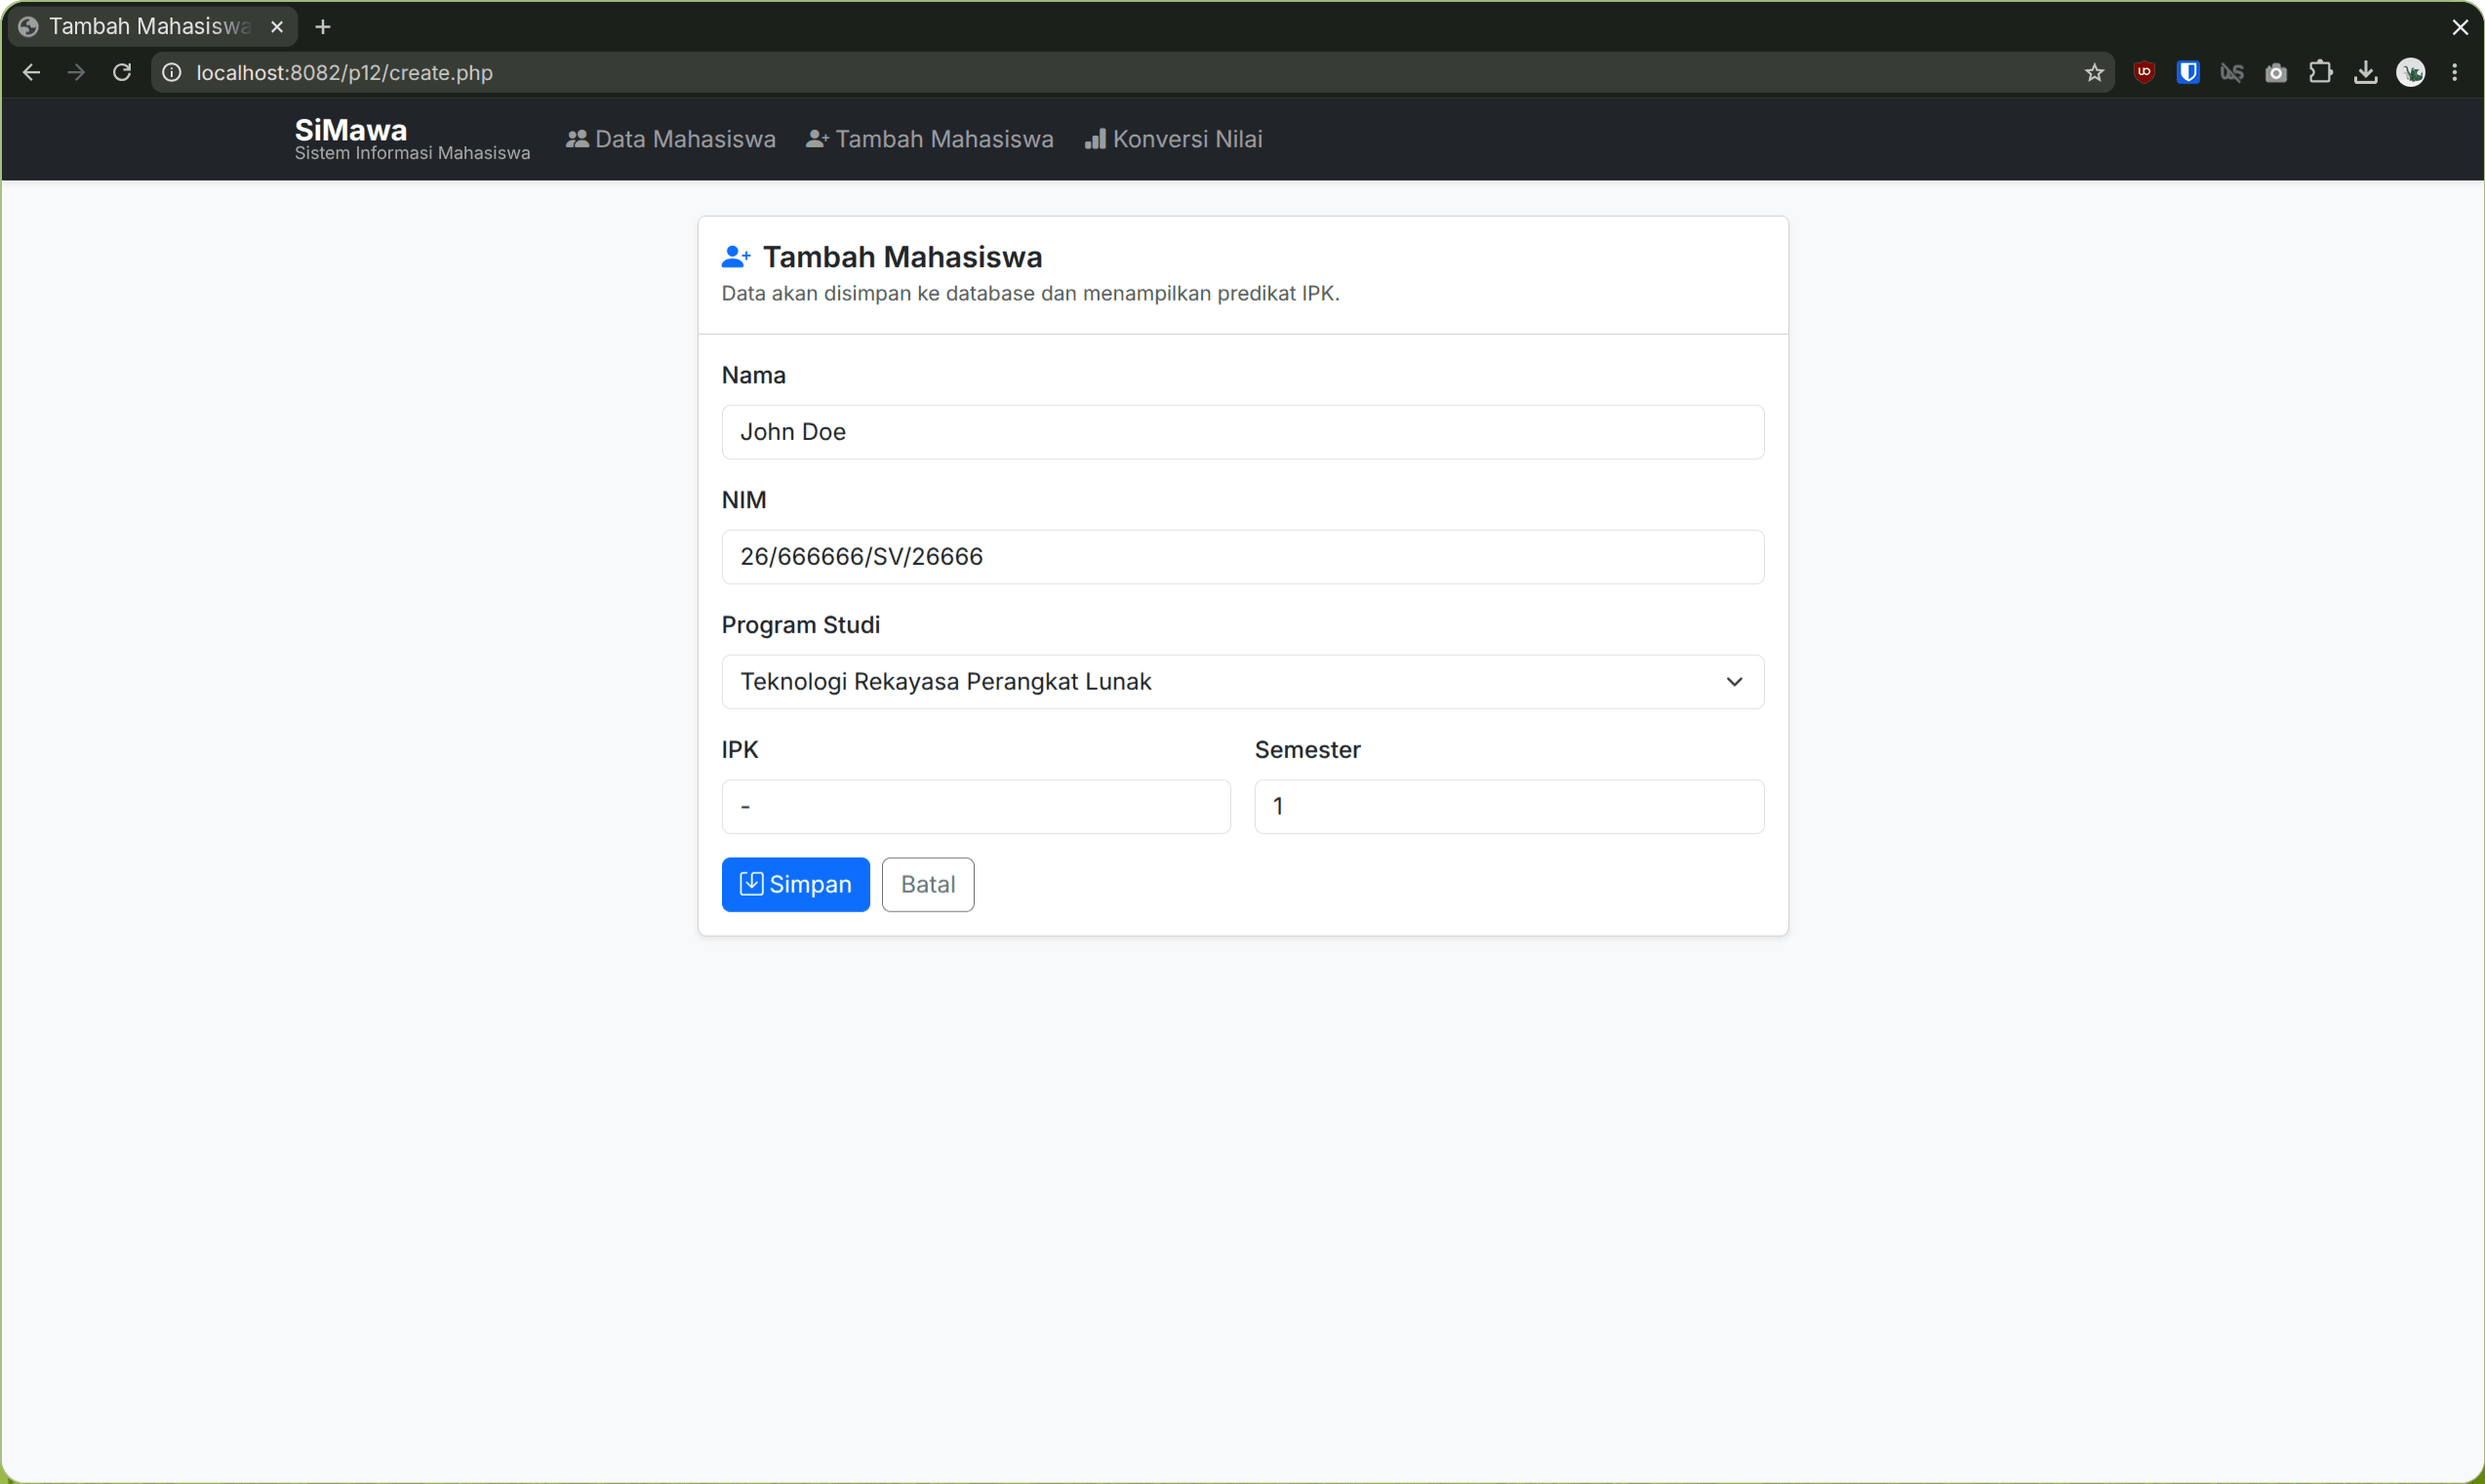 Tambah Mahasiswa
localhost:8082/p12/create.php
SiMawa
Sistem Informasi Mahasiswa
Data Mahasiswa
Tambah Mahasiswa
Konversi Nilai
Tambah Mahasiswa
Data akan disimpan ke database dan menampilkan predikat IPK.
Nama
John Doe
NIM
26/666666/SV/26666
Program Studi
Teknologi Rekayasa Perangkat Lunak
IPK
Semester
-
1
Simpan
Batal